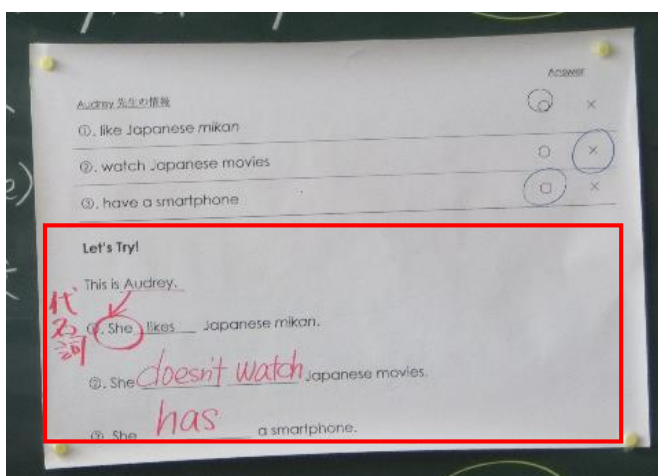 Answer
Audrey 先生の情報
○ ×
①. like Japanese mikan
②. watch Japanese movies
○ ×
③. have a smartphone
○ ×
Let's Try!
This is Audrey.
代名詞
①. She likes Japanese mikan.
②. She doesn't watch Japanese movies.
③. She has a smartphone.